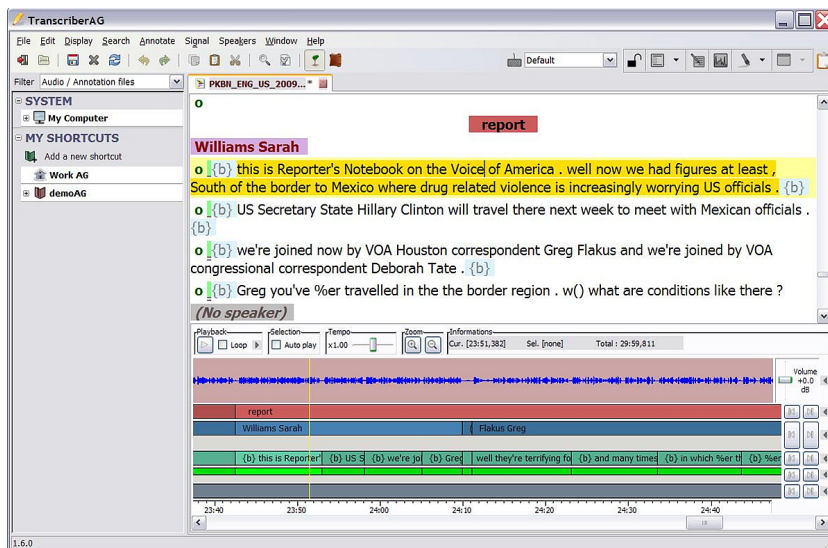 TranscriberAG
File Edit Display Search Annotate Signal Speakers Window Help
Default
Filter Audio / Annotation files
PKBN_ENG_US_2009...*
SYSTEM
My Computer
MY SHORTCUTS
Add a new shortcut
Work AG
demoAG
o
report
Williams Sarah
o {b} this is Reporter's Notebook on the Voice of America . well now we had figures at least ,
South of the border to Mexico where drug related violence is increasingly worrying US officials . {b}
o {b} US Secretary State Hillary Clinton will travel there next week to meet with Mexican officials .
{b}
o {b} we're joined now by VOA Houston correspondent Greg Flakus and we're joined by VOA
congressional correspondent Deborah Tate . {b}
o {b} Greg you've %er travelled in the the border region . w() what are conditions like there ?
(No speaker)
Playback Selection Tempo Zoom Informations
Loop Auto play x1.00 Cur. [23:51,382] Sel. [none] Total : 29:59,811
Volume
+0.0
dB
report
Williams Sarah ( Flakus Greg
{b} this is Reporter' {b} US S {b} we're joi {b} Greg well they're terrifying fo {b} and many times {b} in which %er th {b} %er
23:40 23:50 24:00 24:10 24:20 24:30 24:40
1.6.0